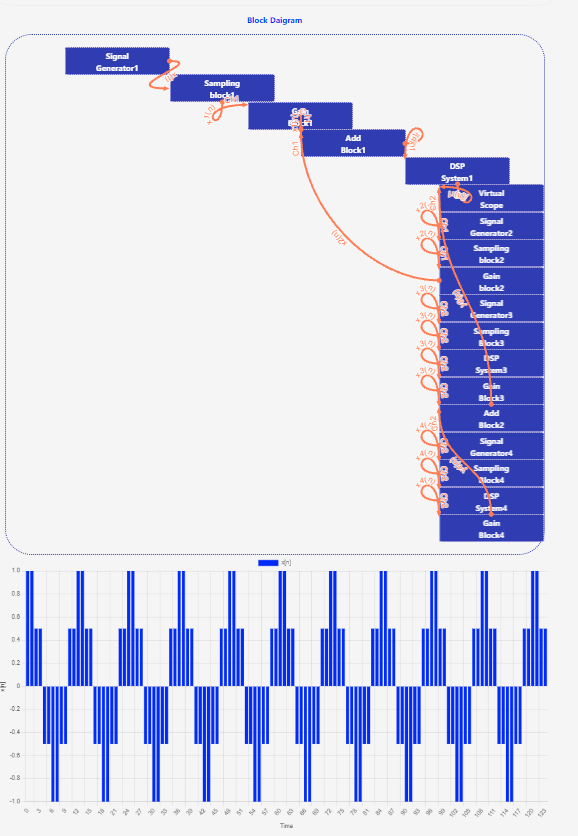 Block Daigram
Signal
Generator1
Sampling
block1
Gain
Block1
Add
Block1
DSP
System1
Virtual
Scope
Signal
Generator2
Sampling
block2
Gain
block2
Signal
Generator3
Sampling
Block3
DSP
System3
Gain
Block3
Add
Block2
Signal
Generator4
Sampling
Block4
DSP
System4
Gain
Block4
Ch1
Ch2
Ch2
x[n]
1.0
0.8
0.6
0.4
0.2
0
-0.2
-0.4
-0.6
-0.8
-1.0
x[n]
0 3 6 9 12 15 18 21 24 27 30 33 36 39 42 45 48 51 54 57 60 63 66 69 72 75 78 81 84 87 90 93 96 99 102 105 108 111 114 117 120 123
Time